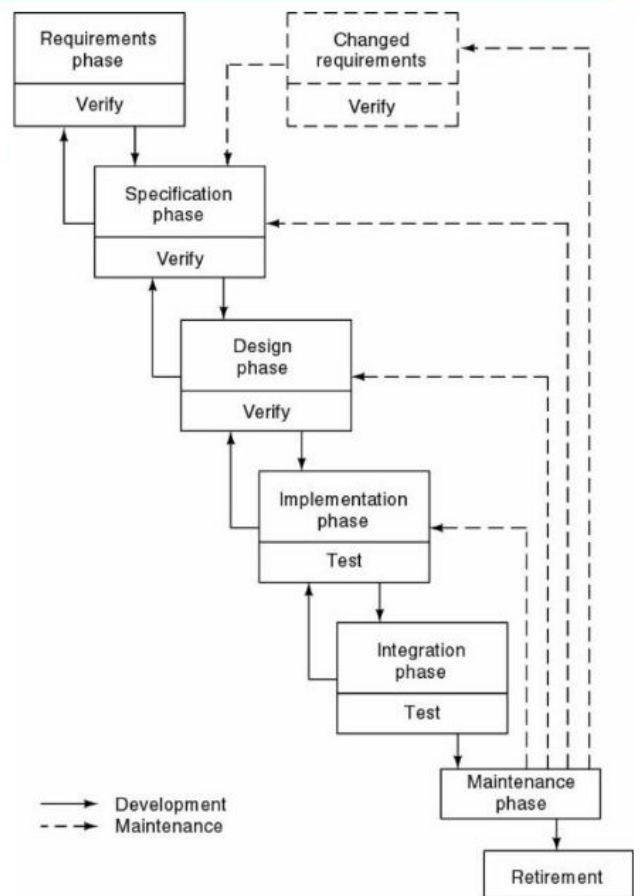 Requirements
phase
Verify
Changed
requirements
Verify
Specification
phase
Verify
Design
phase
Verify
Implementation
phase
Test
Integration
phase
Test
Maintenance
phase
Development
Maintenance
Retirement